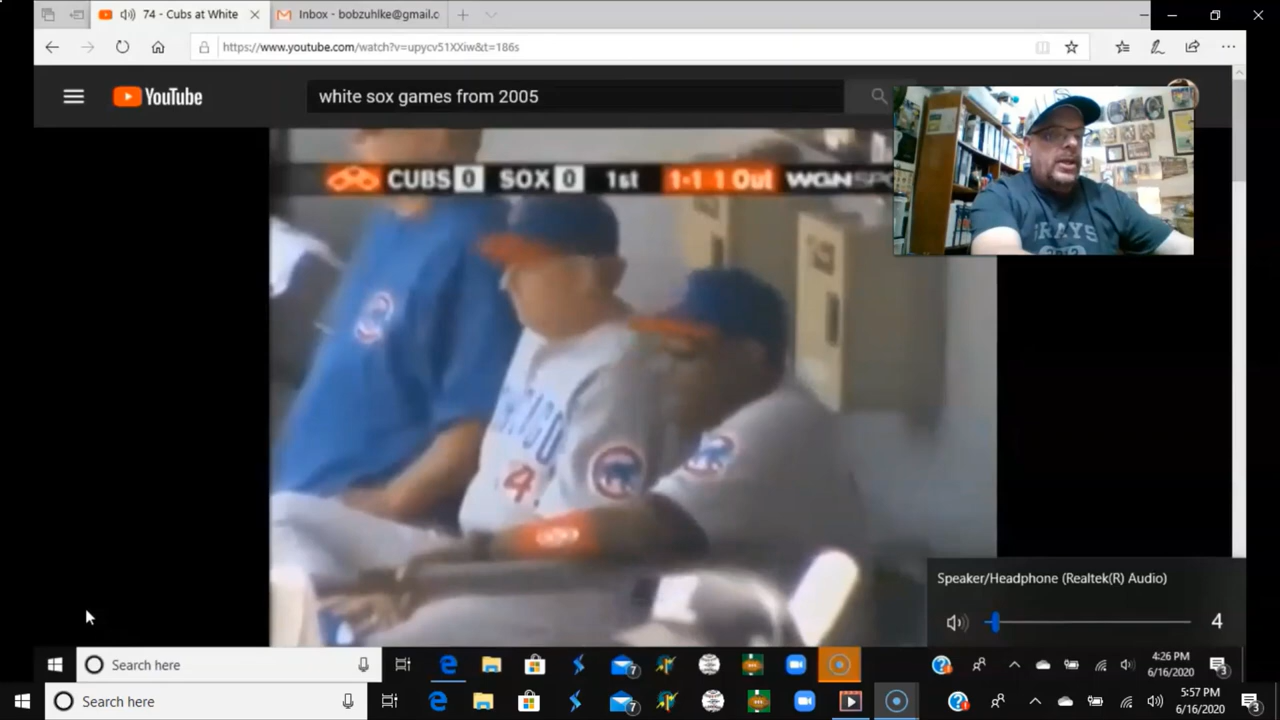 74 - Cubs at White
Inbox - bobzuhlke@gmail.c
https://www.youtube.com/watch?v=upycv51XXiw&t=186s
YouTube
white sox games from 2005
CUBS 0 SOX 0 1st 1-1 1 Out WGN SPO
GRAYS
2012
CHICAGO
4
Speaker/Headphone (Realtek(R) Audio)
4
Search here
7
4:26 PM
6/16/2020
3
Search here
7
5:57 PM
6/16/2020
3